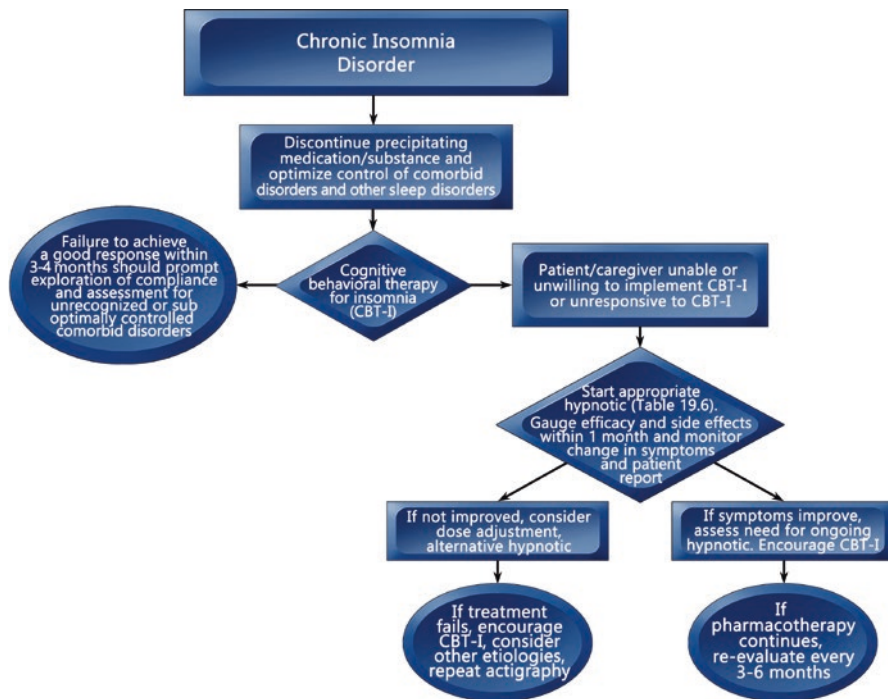 Chronic Insomnia
Disorder
Discontinue precipitating
medication/substance and
optimize control of comorbid
disorders and other sleep disorders
Failure to achieve
a good response within
3-4 months should prompt
exploration of compliance
and assessment for
unrecognized or sub
optimally controlled
comorbid disorders
Cognitive
behavioral therapy
for insomnia
(CBT-I)
Patient/caregiver unable or
unwilling to implement CBT-I
or unresponsive to CBT-I
Start appropriate
hypnotic (Table 19.6).
Gauge efficacy and side effects
within 1 month and monitor
change in symptoms
and patient
report
If not improved, consider
dose adjustment,
alternative hypnotic
If symptoms improve,
assess need for ongoing
hypnotic. Encourage CBT-I
If treatment
fails, encourage
CBT-I, consider
other etiologies,
repeat actigraphy
If
pharmacotherapy
continues,
re-evaluate every
3-6 months